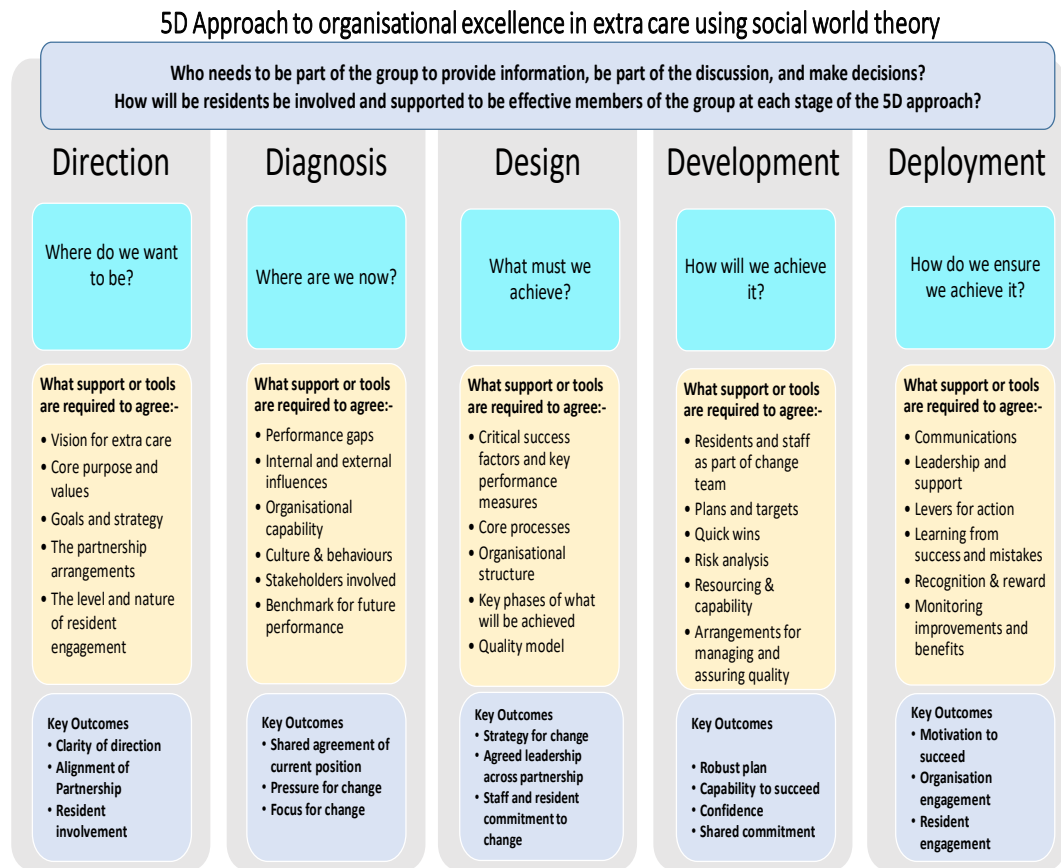 5D Approach to organisational excellence in extra care using social world theory
Who needs to be part of the group to provide information, be part of the discussion, and make decisions?
How will be residents be involved and supported to be effective members of the group at each stage of the 5D approach?
Direction
Where do we want
to be?
What support or tools
are required to agree:-
• Vision for extra care
• Core purpose and
values
• Goals and strategy
• The partnership
arrangements
• The level and nature
of resident
engagement
Key Outcomes
• Clarity of direction
• Alignment of
Partnership
• Resident
involvement
Diagnosis
Where are we now?
What support or tools
are required to agree:-
• Performance gaps
• Internal and external
influences
• Organisational
capability
• Culture & behaviours
• Stakeholders involved
• Benchmark for future
performance
Key Outcomes
• Shared agreement of
current position
• Pressure for change
• Focus for change
Design
What must we
achieve?
What support or tools
are required to agree:-
• Critical success
factors and key
performance
measures
• Core processes
• Organisational
structure
• Key phases of what
will be achieved
• Quality model
Key Outcomes
• Strategy for change
• Agreed leadership
across partnership
• Staff and resident
commitment to
change
Development
How will we achieve
it?
What support or tools
are required to agree:-
• Residents and staff
as part of change
team
• Plans and targets
• Quick wins
• Risk analysis
• Resourcing &
capability
• Arrangements for
managing and
assuring quality
Key Outcomes
• Robust plan
• Capability to succeed
• Confidence
• Shared commitment
Deployment
How do we ensure
we achieve it?
What support or tools
are required to agree:-
• Communications
• Leadership and
support
• Levers for action
• Learning from
success and mistakes
• Recognition & reward
• Monitoring
improvements and
benefits
Key Outcomes
• Motivation to
succeed
• Organisation
engagement
• Resident
engagement